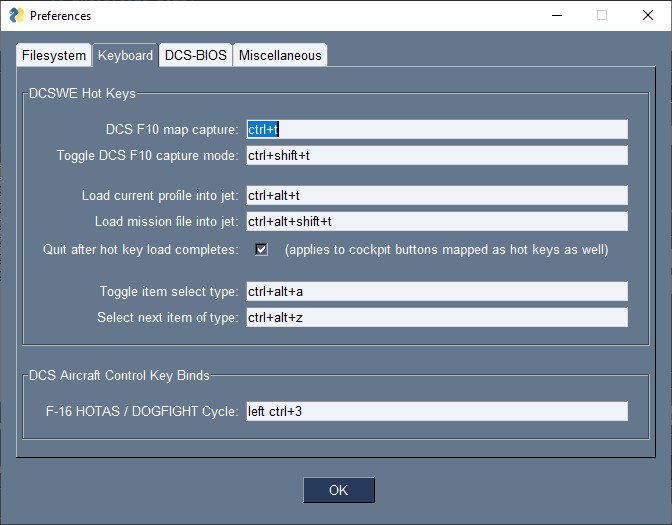 Preferences
Filesystem Keyboard DCS-BIOS Miscellaneous
DCSWE Hot Keys
DCS F10 map capture: ctrl+t
Toggle DCS F10 capture mode: ctrl+shift+t
Load current profile into jet: ctrl+alt+t
Load mission file into jet: ctrl+alt+shift+t
Quit after hot key load completes: (applies to cockpit buttons mapped as hot keys as well)
Toggle item select type: ctrl+alt+a
Select next item of type: ctrl+alt+z
DCS Aircraft Control Key Binds
F-16 HOTAS / DOGFIGHT Cycle: left ctrl+3
OK